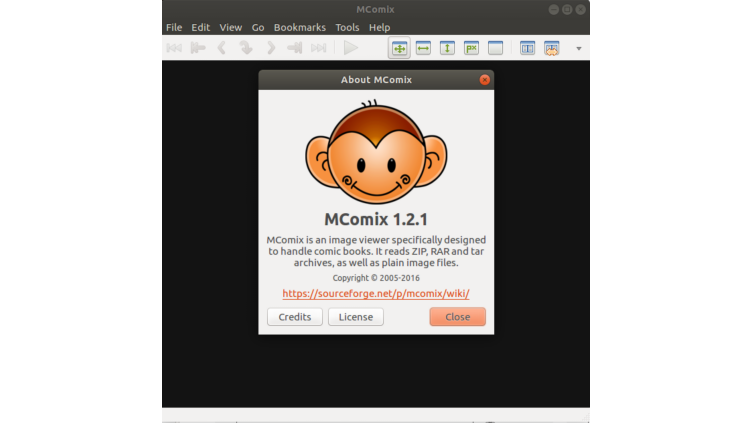 MComix
File Edit View Go Bookmarks Tools Help
px
About MComix
MComix 1.2.1
MComix is an image viewer specifically designed
to handle comic books. It reads ZIP, RAR and tar
archives, as well as plain image files.
Copyright © 2005-2016
https://sourceforge.net/p/mcomix/wiki/
Credits License Close